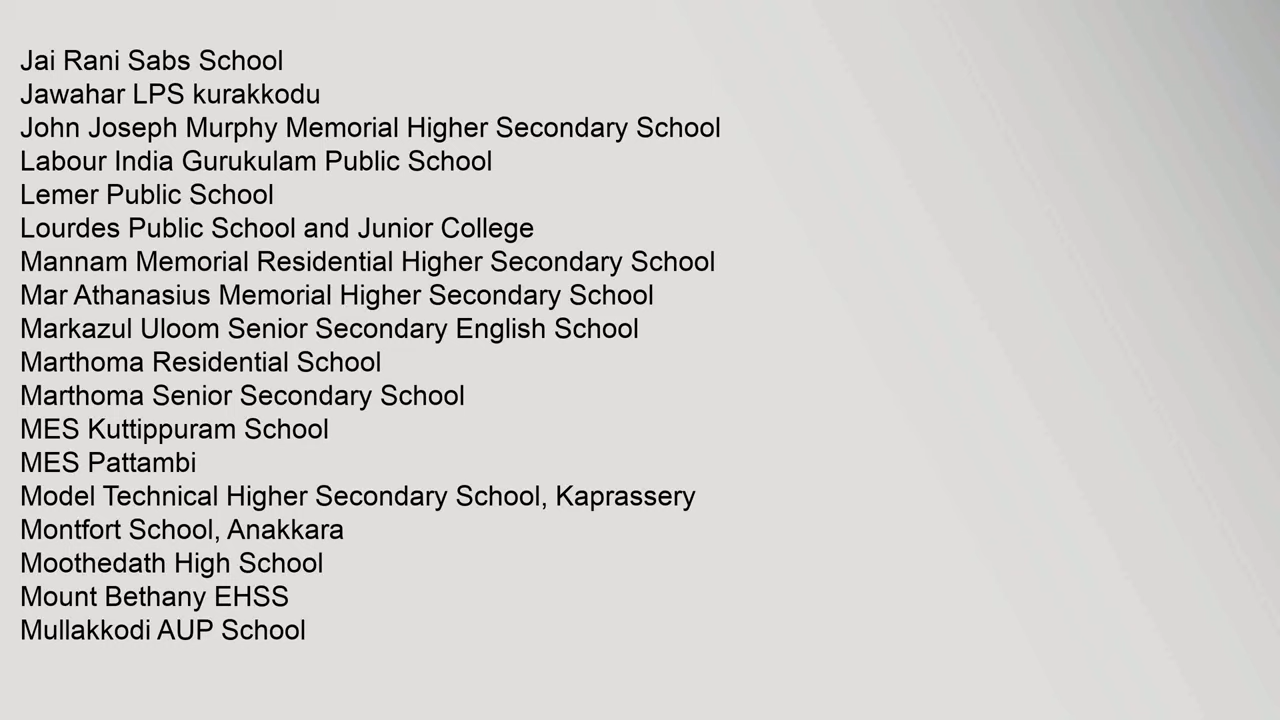 Jai Rani Sabs School
Jawahar LPS kurakkodu
John Joseph Murphy Memorial Higher Secondary School
Labour India Gurukulam Public School
Lemer Public School
Lourdes Public School and Junior College
Mannam Memorial Residential Higher Secondary School
Mar Athanasius Memorial Higher Secondary School
Markazul Uloom Senior Secondary English School
Marthoma Residential School
Marthoma Senior Secondary School
MES Kuttippuram School
MES Pattambi
Model Technical Higher Secondary School, Kaprassery
Montfort School, Anakkara
Moothedath High School
Mount Bethany EHSS
Mullakkodi AUP School